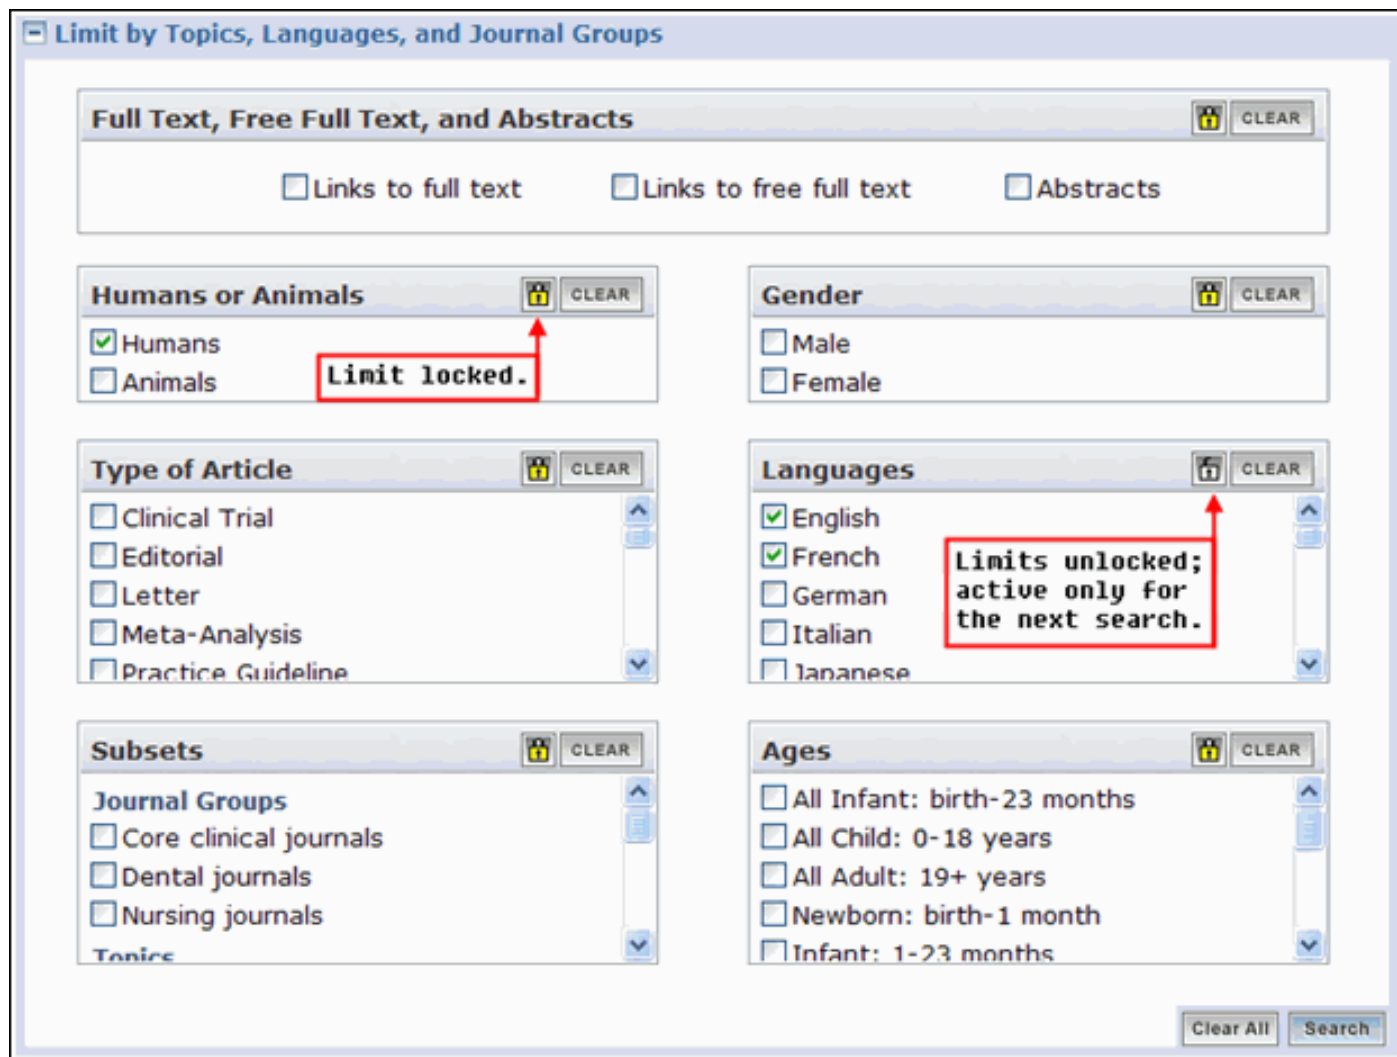 Limit by Topics, Languages, and Journal Groups
Full Text, Free Full Text, and Abstracts
CLEAR
Links to full text
Links to free full text
Abstracts
Humans or Animals
CLEAR
Humans
Animals
Limit locked.
Gender
CLEAR
Male
Female
Type of Article
CLEAR
Clinical Trial
Editorial
Letter
Meta-Analysis
Practice Guideline
Languages
CLEAR
English
French
German
Italian
Japanese
Limits unlocked;
active only for
the next search.
Subsets
CLEAR
Journal Groups
Core clinical journals
Dental journals
Nursing journals
Topics
Ages
CLEAR
All Infant: birth-23 months
All Child: 0-18 years
All Adult: 19+ years
Newborn: birth-1 month
Infant: 1-23 months
Clear All
Search